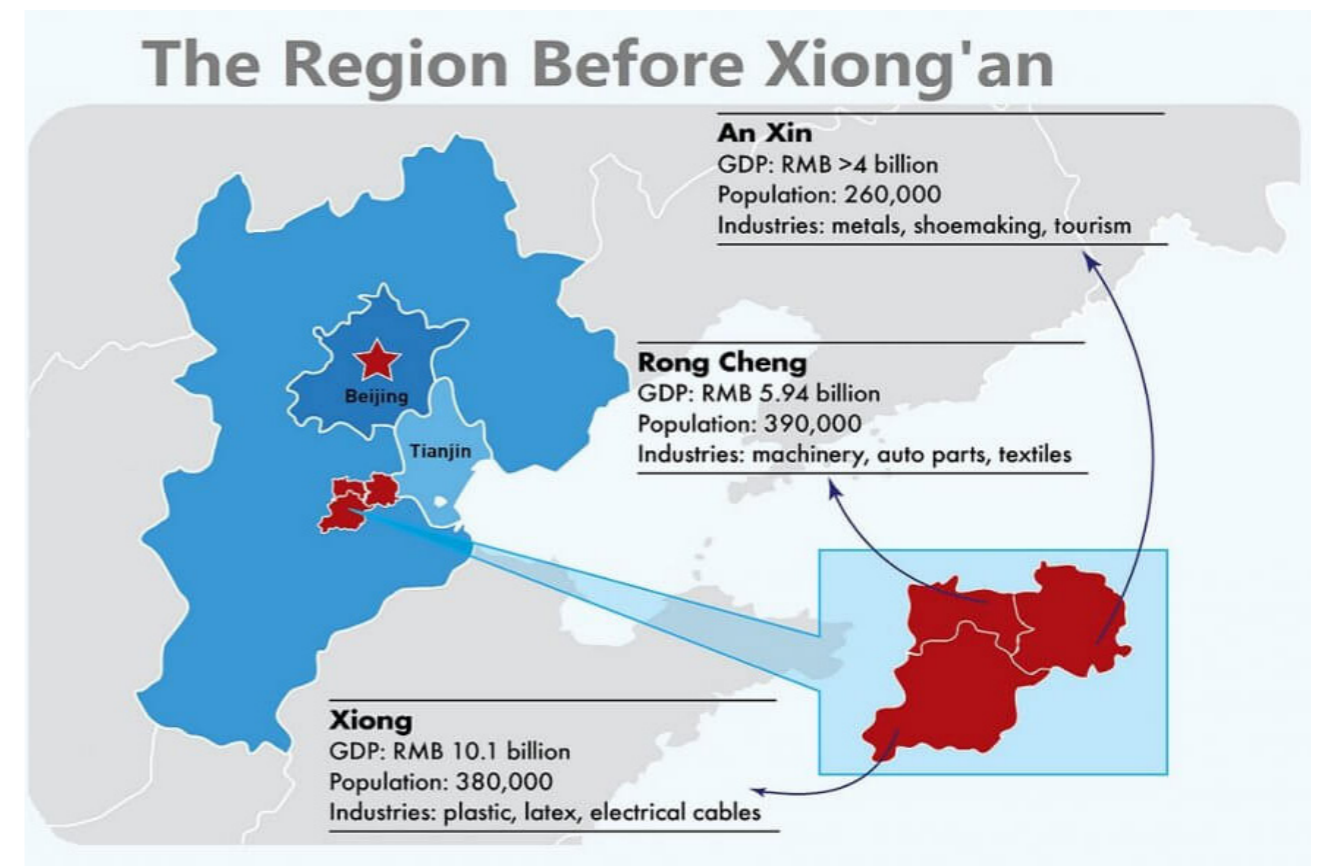 The Region Before Xiong'an
An Xin
GDP: RMB >4 billion
Population: 260,000
Industries: metals, shoemaking, tourism
Beijing
Rong Cheng
GDP: RMB 5.94 billion
Population: 390,000
Industries: machinery, auto parts, textiles
Tianjin
Xiong
GDP: RMB 10.1 billion
Population: 380,000
Industries: plastic, latex, electrical cables